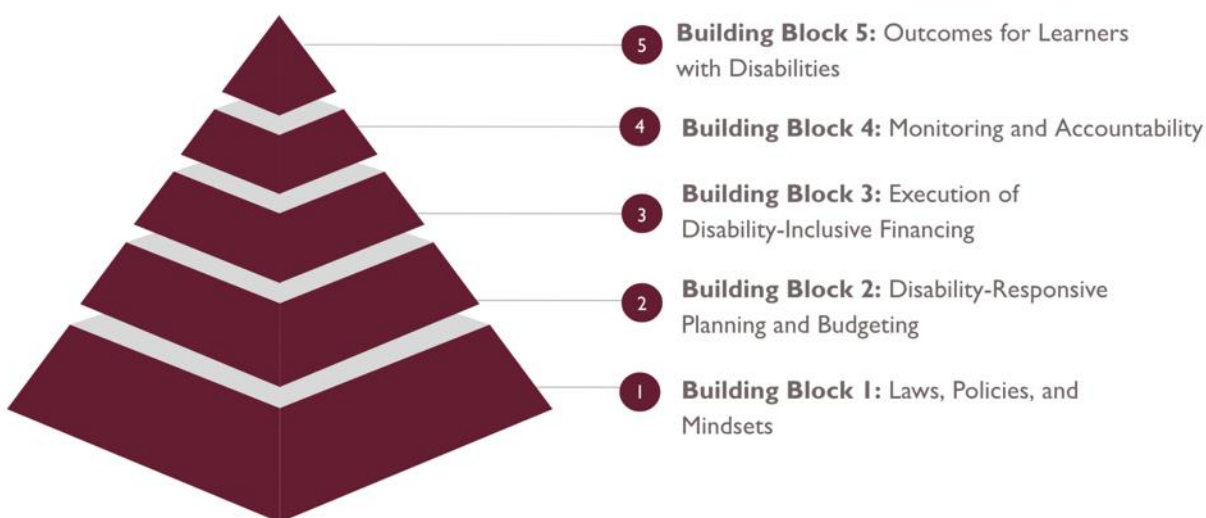 5
Building Block 5: Outcomes for Learners
with Disabilities
4
Building Block 4: Monitoring and Accountability
3
Building Block 3: Execution of
Disability-Inclusive Financing
2
Building Block 2: Disability-Responsive
Planning and Budgeting
1
Building Block 1: Laws, Policies, and
Mindsets